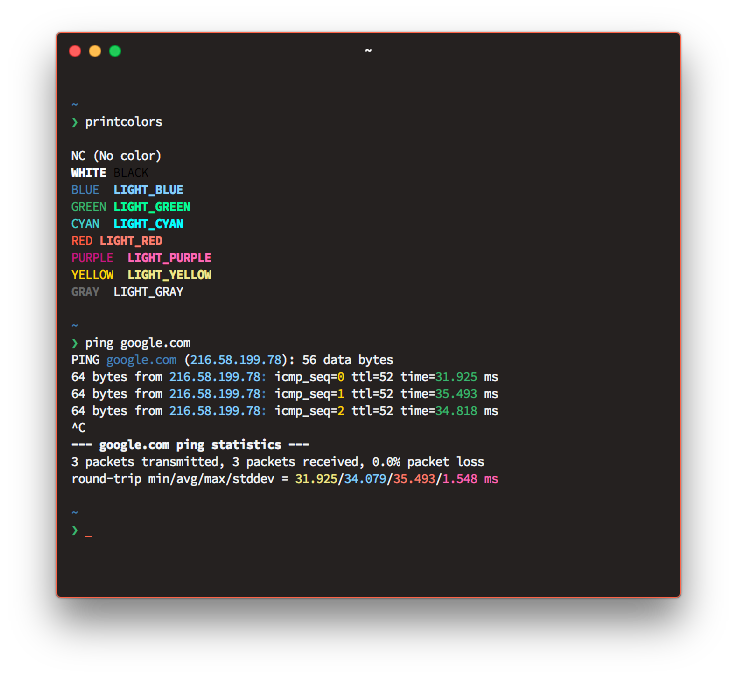 ~
~
❯ printcolors
NC (No color)
WHITE BLACK
BLUE LIGHT_BLUE
GREEN LIGHT_GREEN
CYAN LIGHT_CYAN
RED LIGHT_RED
PURPLE LIGHT_PURPLE
YELLOW LIGHT_YELLOW
GRAY LIGHT_GRAY
~
❯ ping google.com
PING google.com (216.58.199.78): 56 data bytes
64 bytes from 216.58.199.78: icmp_seq=0 ttl=52 time=31.925 ms
64 bytes from 216.58.199.78: icmp_seq=1 ttl=52 time=35.493 ms
64 bytes from 216.58.199.78: icmp_seq=2 ttl=52 time=34.818 ms
^C
--- google.com ping statistics ---
3 packets transmitted, 3 packets received, 0.0% packet loss
round-trip min/avg/max/stddev = 31.925/34.079/35.493/1.548 ms
~
❯ _